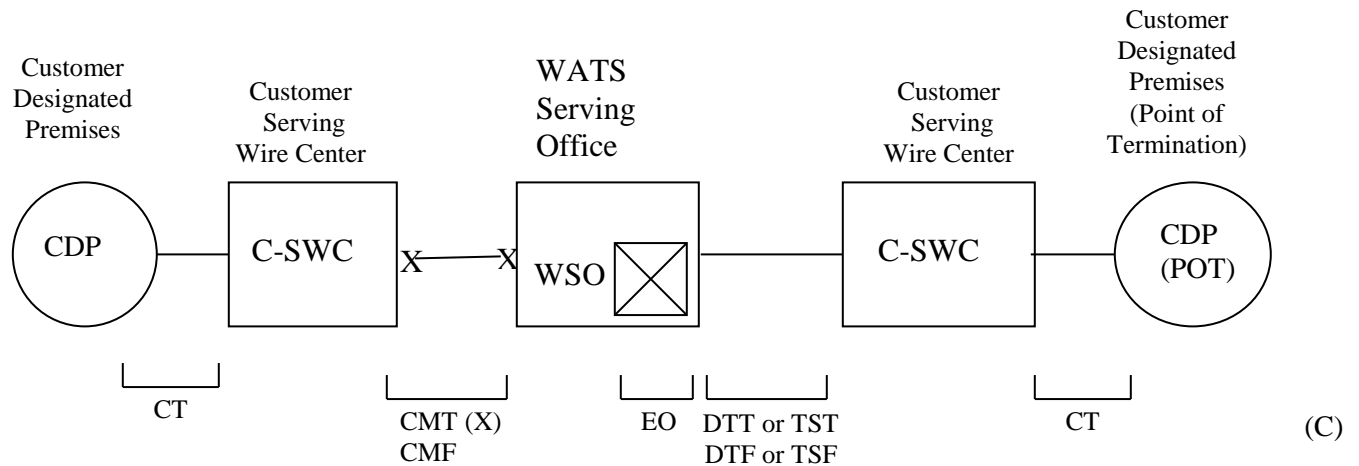 Customer
Designated
Premises
Customer
Serving
Wire Center
WATS
Serving
Office
Customer
Serving
Wire Center
Customer
Designated
Premises
(Point of
Termination)
CDP
C-SWC
X
X
WSO
C-SWC
CDP
(POT)
CT
CMT (X)
CMF
EO
DTT or TST
DTF or TSF
CT
(C)